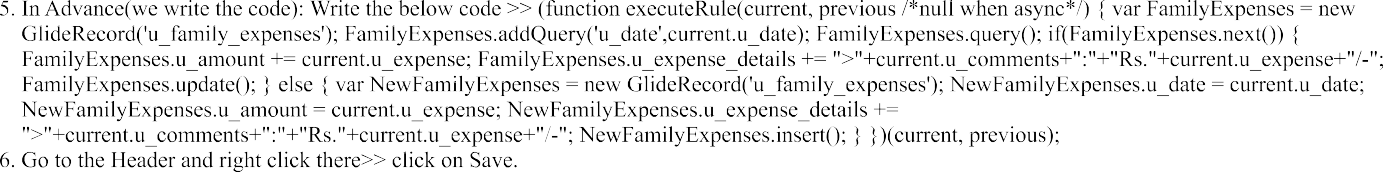 5. In Advance(we write the code): Write the below code >> (function executeRule(current, previous /*null when async*/) { var FamilyExpenses = new
GlideRecord('u_family_expenses'); FamilyExpenses.addQuery('u_date',current.u_date); FamilyExpenses.query(); if(FamilyExpenses.next()) {
FamilyExpenses.u_amount += current.u_expense; FamilyExpenses.u_expense_details += ">"+current.u_comments+":"+"Rs."+current.u_expense+"/-";
FamilyExpenses.update(); } else { var NewFamilyExpenses = new GlideRecord('u_family_expenses'); NewFamilyExpenses.u_date = current.u_date;
NewFamilyExpenses.u_amount = current.u_expense; NewFamilyExpenses.u_expense_details +=
">"+current.u_comments+":"+"Rs."+current.u_expense+"/-"; NewFamilyExpenses.insert(); } })(current, previous);
6. Go to the Header and right click there>> click on Save.